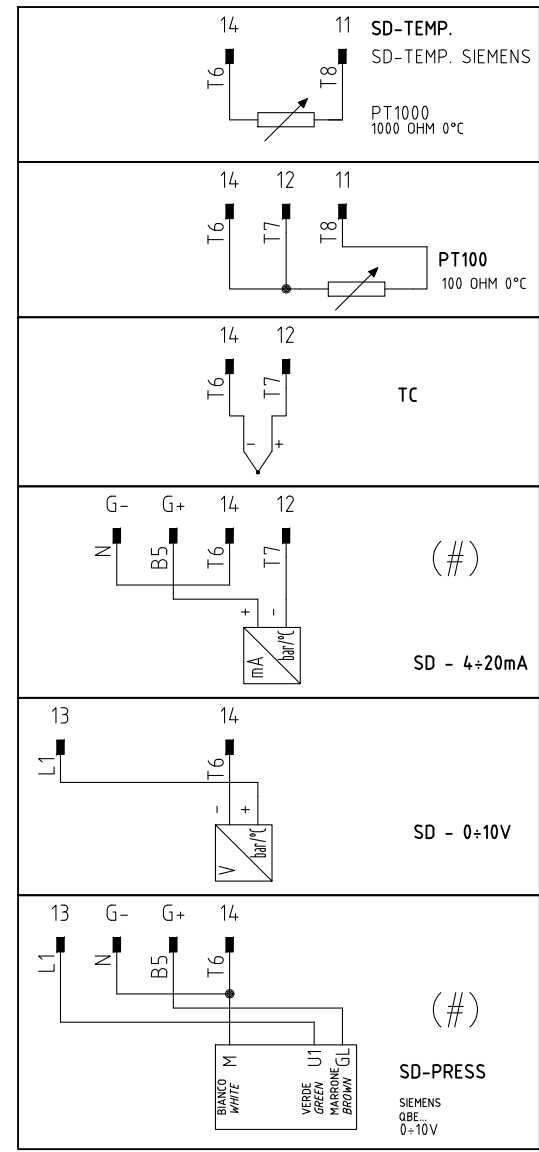 14 11 SD-TEMP.
SD-TEMP. SIEMENS
T6 T8
PT1000
1000 OHM 0°C
14 12 11
T6 T7 T8
PT100
100 OHM 0°C
14 12
T6 T7
TC
- +
G- G+ 14 12
N B5 T6 T7
(#)
+ -
mA bar/°C
SD - 4÷20mA
13 14
L1 T6
- +
V bar/°C
SD - 0÷10V
13 G- G+ 14
L1 N B5 T6
(#)
M U1 GL
BIANCO
WHITE
VERDE
GREEN
MARRONE
BROWN
SD-PRESS
SIEMENS
QBE...
0÷10V